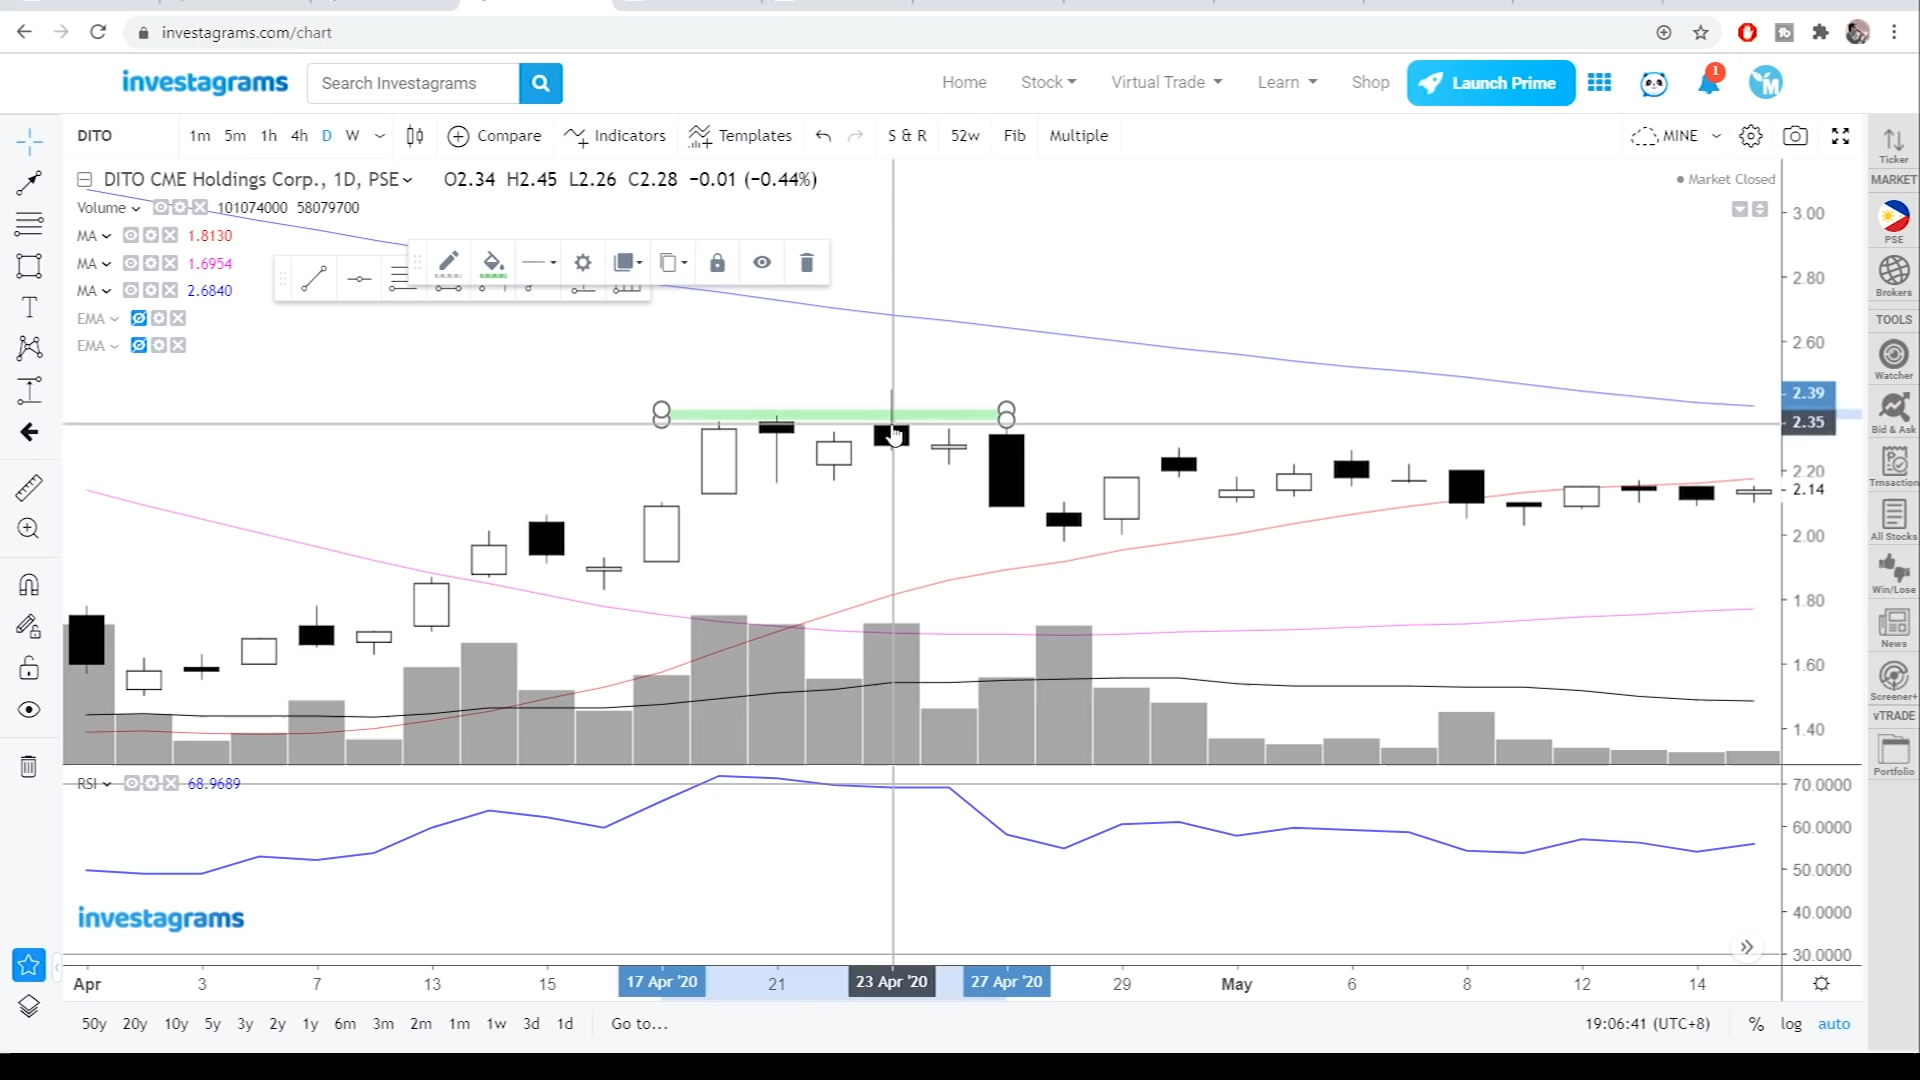 investagrams.com/chart
investagrams
Search Investagrams
Home
Stock
Virtual Trade
Learn
Shop
Launch Prime
1
M
DITO
1m 5m 1h 4h D W
Compare
Indicators
Templates
S & R
52w
Fib
Multiple
MINE
Ticker
MARKET
PSE
Brokers
TOOLS
Watcher
Bid & Ask
Trnsaction
All Stocks
Win/Lose
News
Screener+
vTRADE
Portfolio
DITO CME Holdings Corp., 1D, PSE O2.34 H2.45 L2.26 C2.28 −0.01 (−0.44%)
Market Closed
Volume 101074000 58079700
MA 1.8130
MA 1.6954
MA 2.6840
EMA
EMA
3.00
2.80
2.60
2.39
2.35
2.20
2.14
2.00
1.80
1.60
1.40
RSI 68.9689
70.0000
60.0000
50.0000
40.0000
30.0000
investagrams
Apr 3 7 13 15 17 Apr '20 21 23 Apr '20 27 Apr '20 29 May 6 8 12 14
50y 20y 10y 5y 3y 2y 1y 6m 3m 2m 1m 1w 3d 1d Go to...
19:06:41 (UTC+8) % log auto